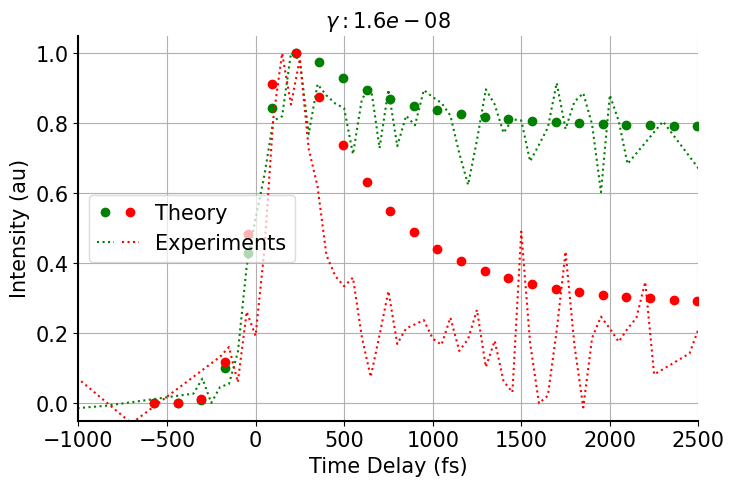 γ : 1.6e − 08
1.0
0.8
0.6
0.4
0.2
0.0
Intensity (au)
Theory
Experiments
−1000
−500
0
500
1000
1500
2000
2500
Time Delay (fs)